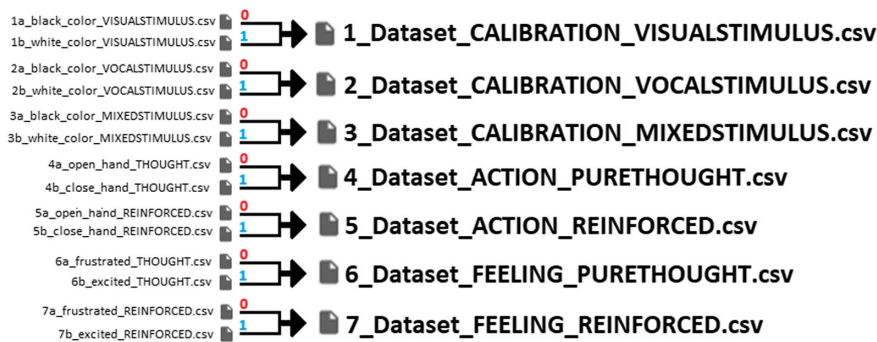 1a_black_color_VISUALSTIMULUS.csv 0
1b_white_color_VISUALSTIMULUS.csv 1
1_Dataset_CALIBRATION_VISUALSTIMULUS.csv
2a_black_color_VOCALSTIMULUS.csv 0
2b_white_color_VOCALSTIMULUS.csv 1
2_Dataset_CALIBRATION_VOCALSTIMULUS.csv
3a_black_color_MIXEDSTIMULUS.csv 0
3b_white_color_MIXEDSTIMULUS.csv 1
3_Dataset_CALIBRATION_MIXEDSTIMULUS.csv
4a_open_hand_THOUGHT.csv 0
4b_close_hand_THOUGHT.csv 1
4_Dataset_ACTION_PURETHOUGHT.csv
5a_open_hand_REINFORCED.csv 0
5b_close_hand_REINFORCED.csv 1
5_Dataset_ACTION_REINFORCED.csv
6a_frustrated_THOUGHT.csv 0
6b_excited_THOUGHT.csv 1
6_Dataset_FEELING_PURETHOUGHT.csv
7a_frustrated_REINFORCED.csv 0
7b_excited_REINFORCED.csv 1
7_Dataset_FEELING_REINFORCED.csv